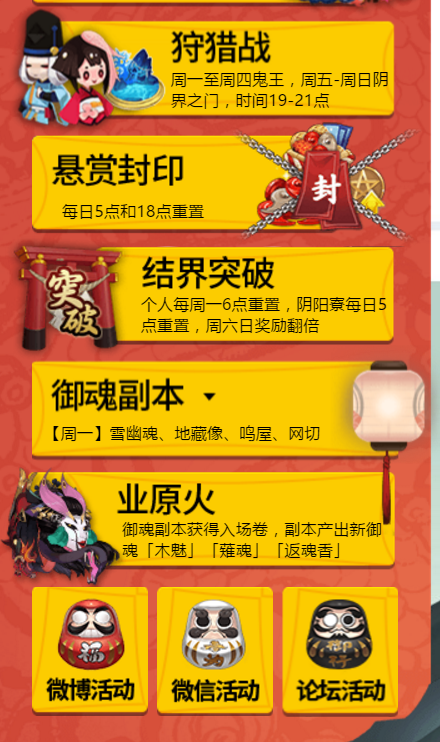 狩猎战
周一至周四鬼王，周五-周日阴
界之门，时间19-21点
悬赏封印
每日5点和18点重置
封
突破
结界突破
个人每周一6点重置，阴阳寮每日5
点重置，周六日奖励翻倍
御魂副本
【周一】雪幽魂、地藏像、鸣屋、网切
业原火
御魂副本获得入场卷，副本产出新御
魂「木魅」「薙魂」「返魂香」
福
微博活动
微信活动
论坛活动